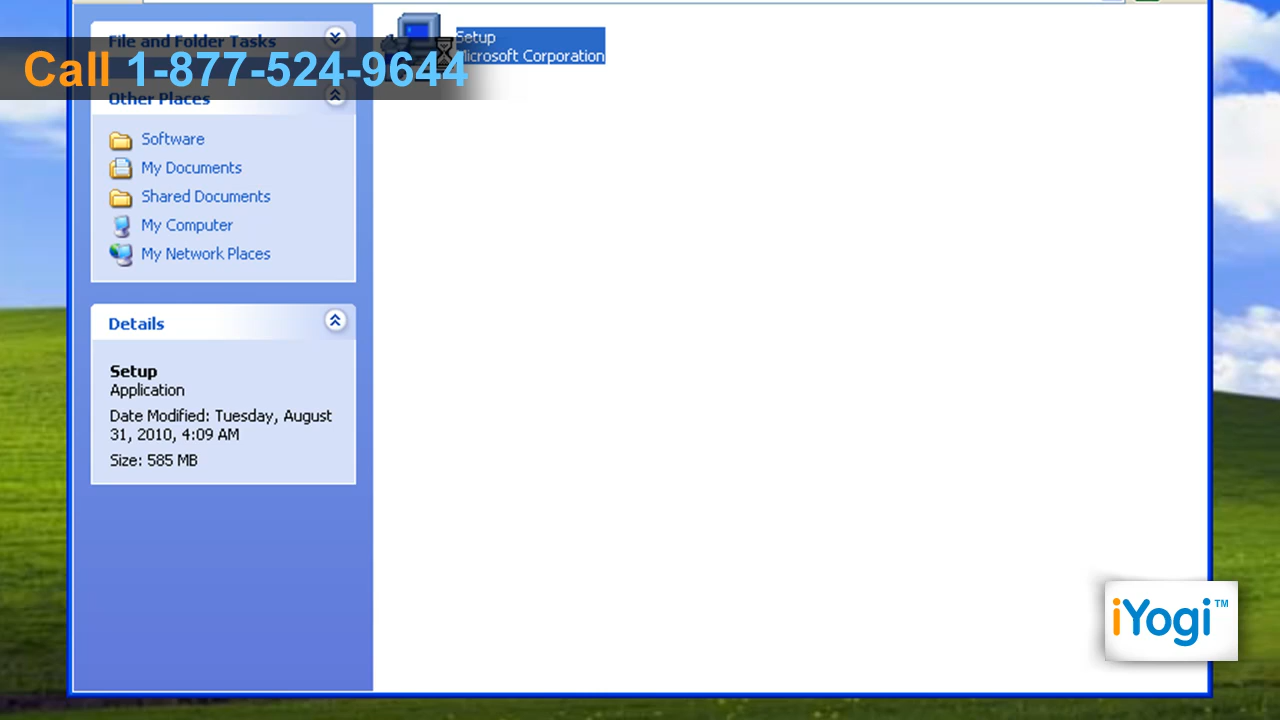 File and Folder Tasks
Call 1-877-524-9644
Other Places
Software
My Documents
Shared Documents
My Computer
My Network Places
Details
Setup
Application
Date Modified: Tuesday, August
31, 2010, 4:09 AM
Size: 585 MB
Setup
Microsoft Corporation
iYogi™